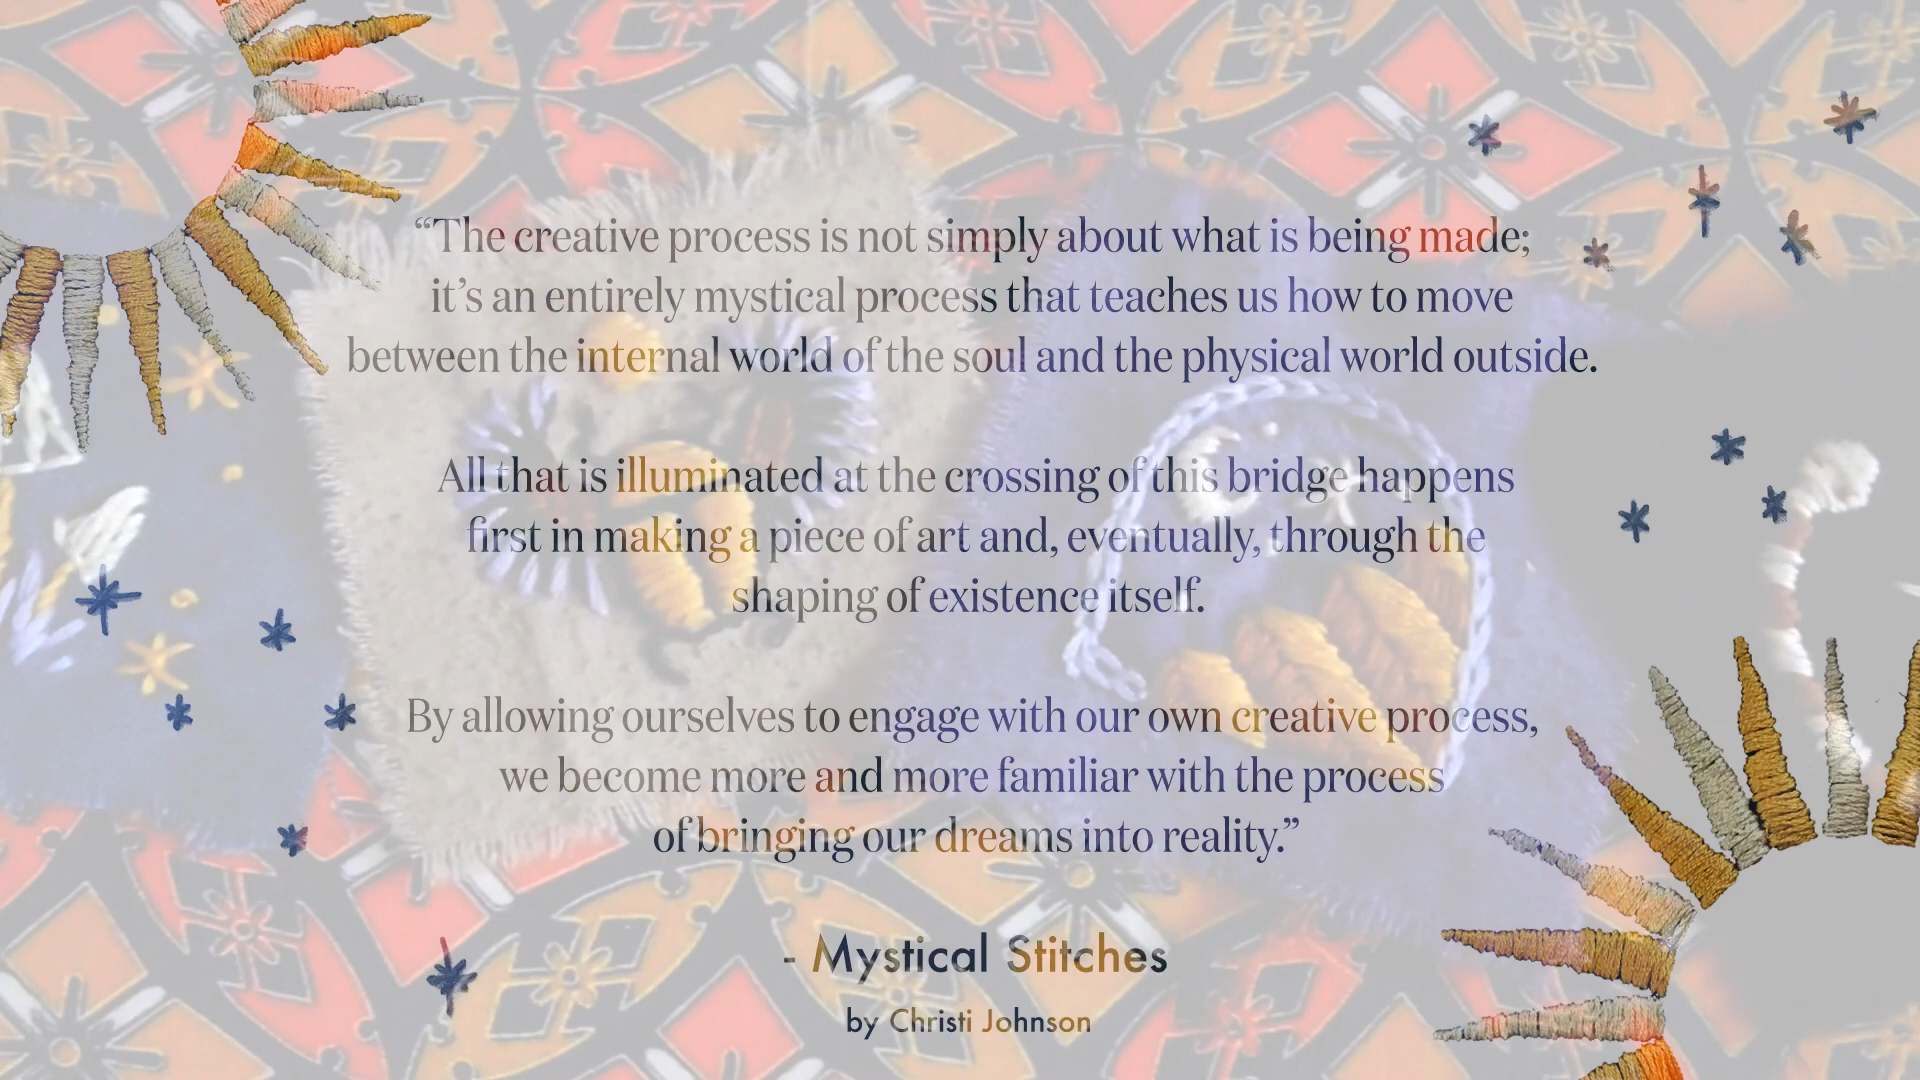 “The creative process is not simply about what is being made;
it’s an entirely mystical process that teaches us how to move
between the internal world of the soul and the physical world outside.
All that is illuminated at the crossing of this bridge happens
first in making a piece of art and, eventually, through the
shaping of existence itself.
By allowing ourselves to engage with our own creative process,
we become more and more familiar with the process
of bringing our dreams into reality.”
- Mystical Stitches
by Christi Johnson